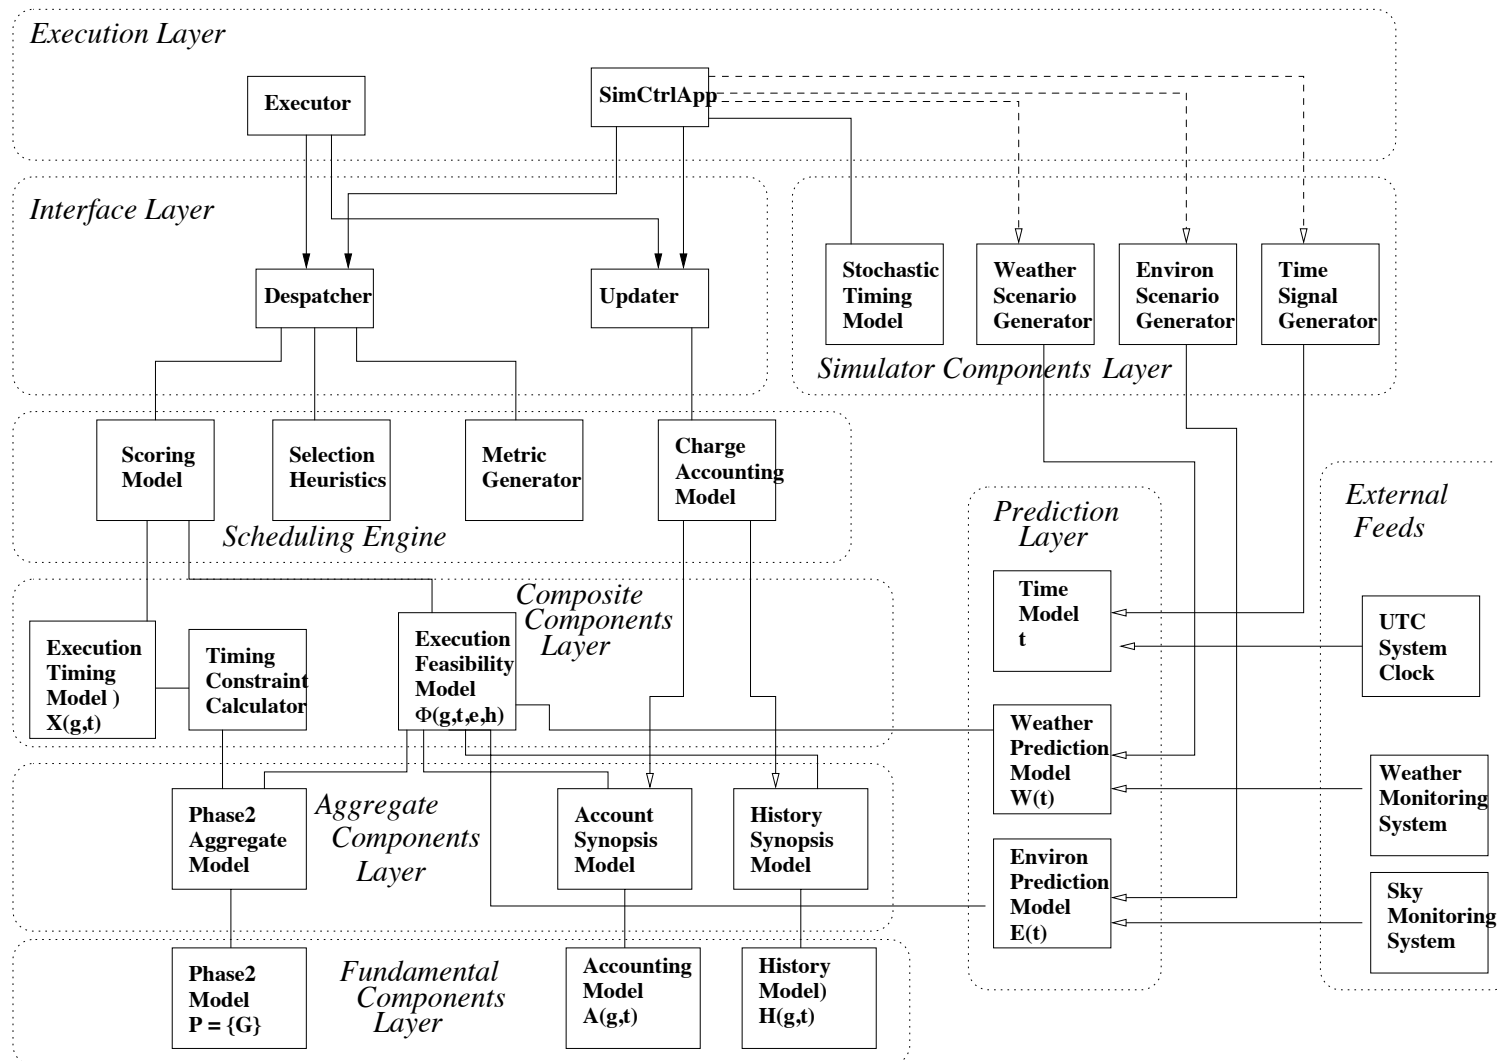 Execution Layer
Executor
SimCtrlApp
Interface Layer
Despatcher
Updater
Stochastic
Timing
Model
Weather
Scenario
Generator
Environ
Scenario
Generator
Time
Signal
Generator
Simulator Components Layer
Scoring
Model
Selection
Heuristics
Metric
Generator
Charge
Accounting
Model
Scheduling Engine
Prediction
Layer
External
Feeds
Composite
Components
Layer
Execution
Timing
Model )
X(g,t)
Timing
Constraint
Calculator
Execution
Feasibility
Model
Φ(g,t,e,h)
Time
Model
t
UTC
System
Clock
Weather
Prediction
Model
W(t)
Weather
Monitoring
System
Aggregate
Components
Layer
Phase2
Aggregate
Model
Account
Synopsis
Model
History
Synopsis
Model
Environ
Prediction
Model
E(t)
Sky
Monitoring
System
Fundamental
Components
Layer
Phase2
Model
P = {G}
Accounting
Model
A(g,t)
History
Model)
H(g,t)